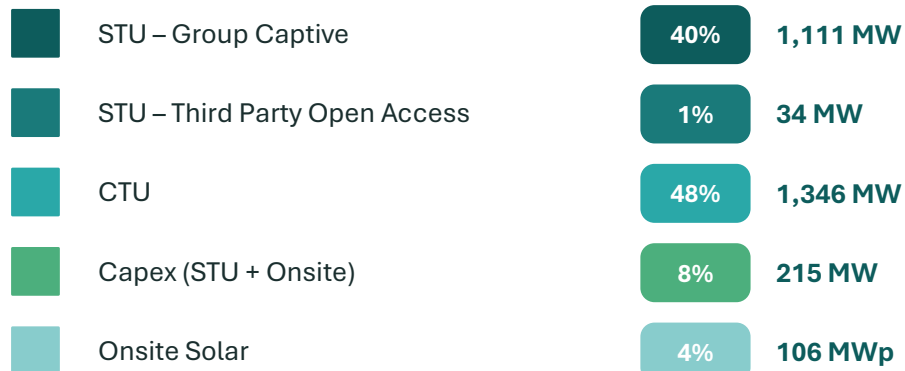 STU – Group Captive 40% 1,111 MW
STU – Third Party Open Access 1% 34 MW
CTU 48% 1,346 MW
Capex (STU + Onsite) 8% 215 MW
Onsite Solar 4% 106 MWp